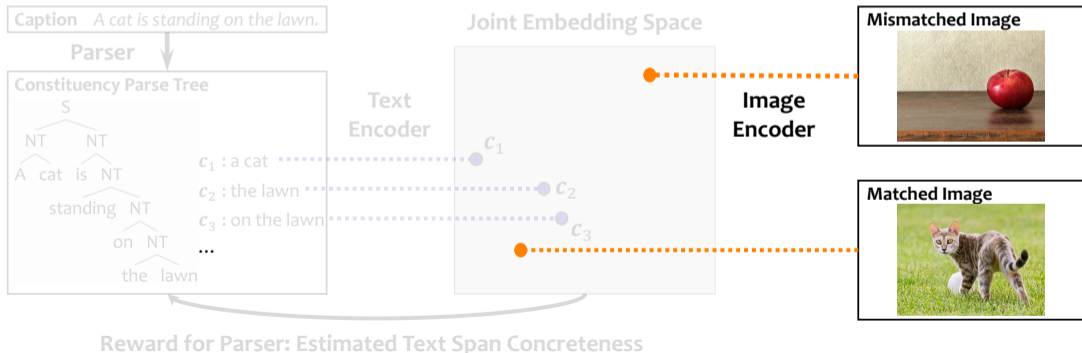 Caption A cat is standing on the lawn.
Parser
Constituency Parse Tree
S
NT NT
A cat is NT
standing NT
on NT
the lawn
c₁ : a cat
c₂ : the lawn
c₃ : on the lawn
...
Text
Encoder
Joint Embedding Space
c₁
c₂
c₃
Image
Encoder
Mismatched Image
Matched Image
Reward for Parser: Estimated Text Span Concreteness